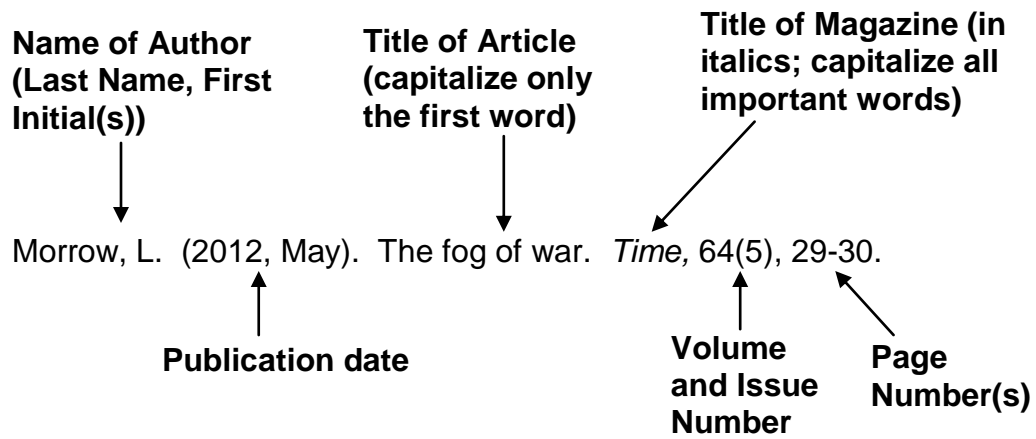 Name of Author
(Last Name, First
Initial(s))
Title of Article
(capitalize only
the first word)
Title of Magazine (in
italics; capitalize all
important words)
Morrow, L.  (2012, May).  The fog of war.  Time, 64(5), 29-30.
Publication date
Volume
and Issue
Number
Page
Number(s)